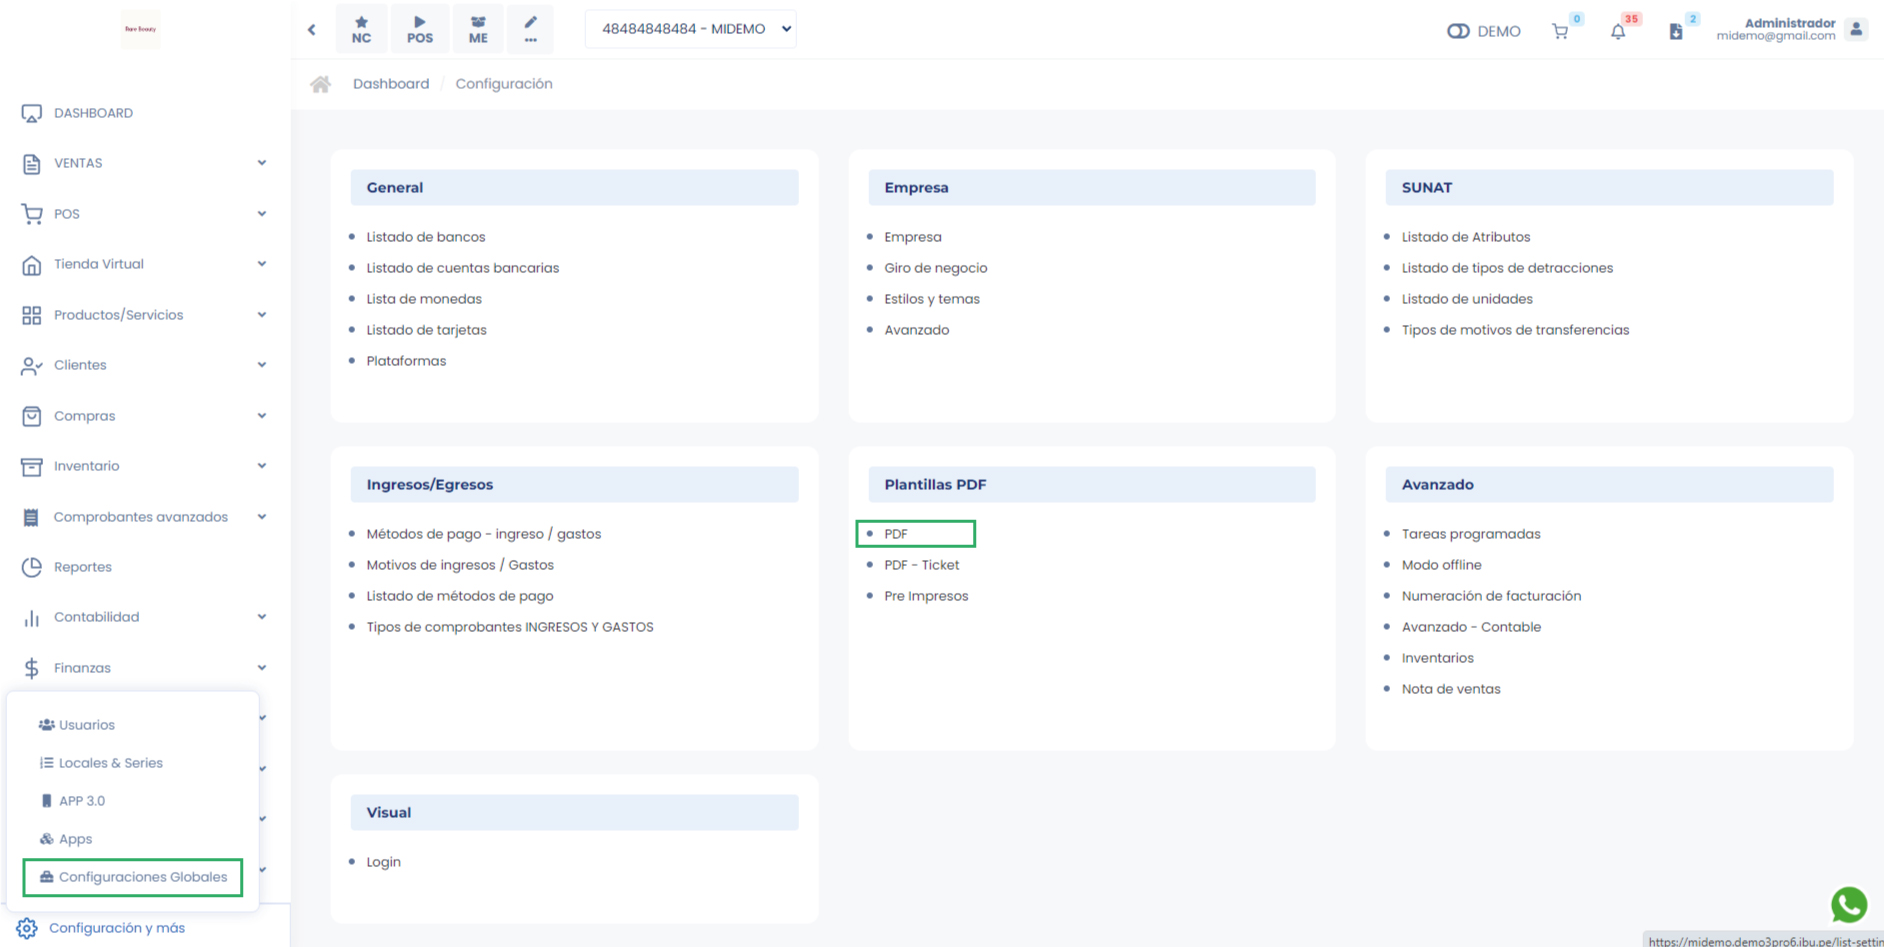 Rare Beauty
NC
POS
ME
...
48484848484 - MIDEMO
DEMO
0
35
2
Administrador
midemo@gmail.com
Dashboard / Configuración
DASHBOARD
VENTAS
POS
Tienda Virtual
Productos/Servicios
Clientes
Compras
Inventario
Comprobantes avanzados
Reportes
Contabilidad
Finanzas
Usuarios
Locales & Series
APP 3.0
Apps
Configuraciones Globales
Configuración y más
General
Listado de bancos
Listado de cuentas bancarias
Lista de monedas
Listado de tarjetas
Plataformas
Empresa
Empresa
Giro de negocio
Estilos y temas
Avanzado
SUNAT
Listado de Atributos
Listado de tipos de detracciones
Listado de unidades
Tipos de motivos de transferencias
Ingresos/Egresos
Métodos de pago - ingreso / gastos
Motivos de ingresos / Gastos
Listado de métodos de pago
Tipos de comprobantes INGRESOS Y GASTOS
Plantillas PDF
PDF
PDF - Ticket
Pre Impresos
Avanzado
Tareas programadas
Modo offline
Numeración de facturación
Avanzado - Contable
Inventarios
Nota de ventas
Visual
Login
https://midemo.demo3pro6.ibu.pe/list-settin